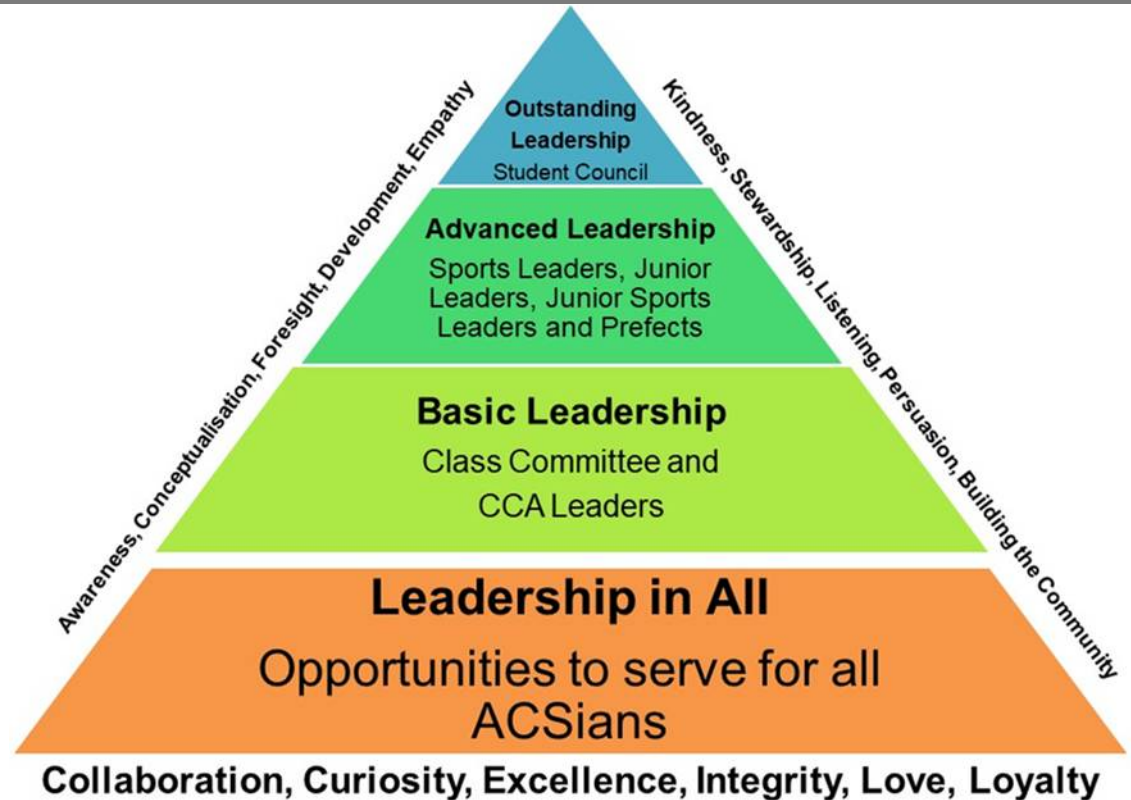 Outstanding
Leadership
Student Council
Advanced Leadership
Sports Leaders, Junior
Leaders, Junior Sports
Leaders and Prefects
Basic Leadership
Class Committee and
CCA Leaders
Leadership in All
Opportunities to serve for all
ACSians
Awareness, Conceptualisation, Foresight, Development, Empathy
Kindness, Stewardship, Listening, Persuasion, Building the Community
Collaboration, Curiosity, Excellence, Integrity, Love, Loyalty